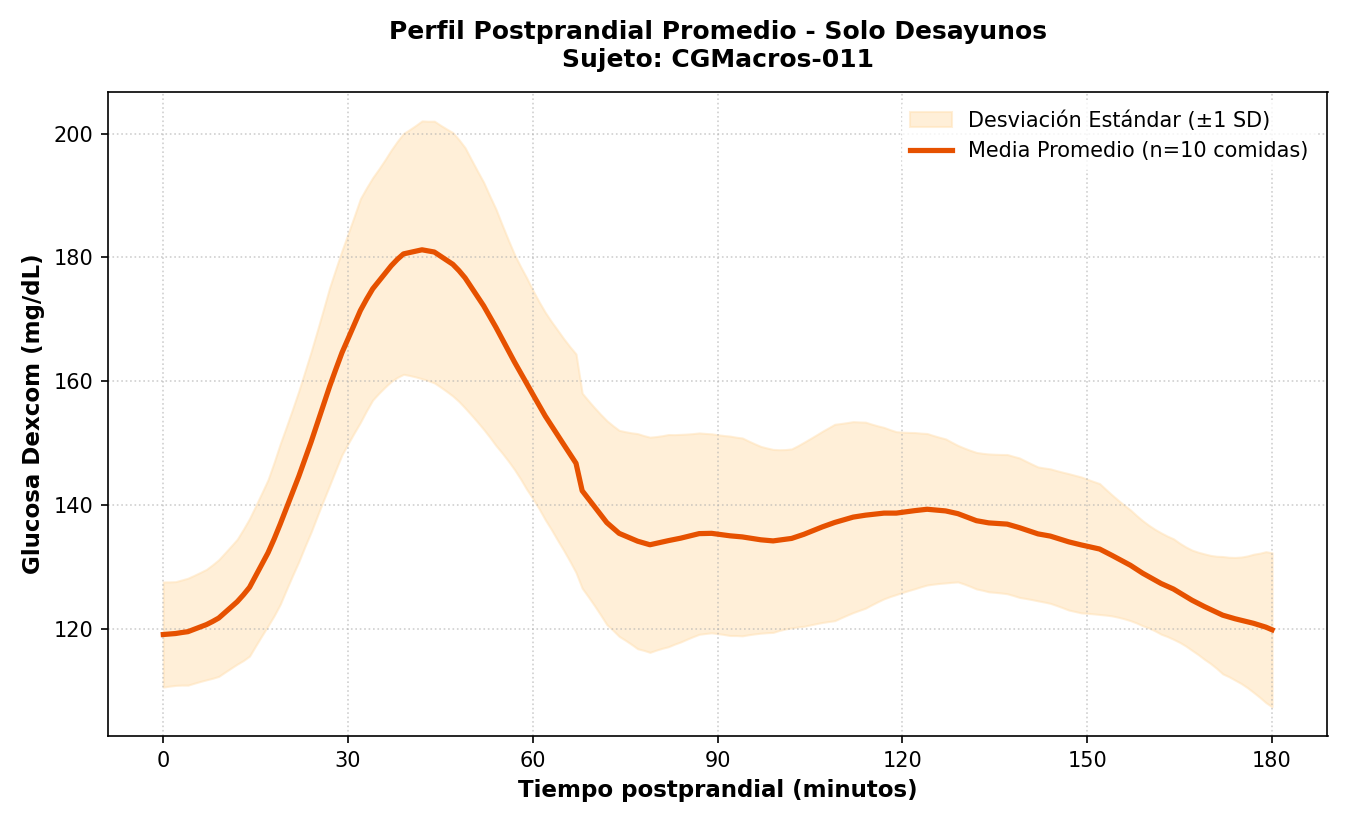 Perfil Postprandial Promedio - Solo Desayunos
Sujeto: CGMacros-011
Desviación Estándar (±1 SD)
Media Promedio (n=10 comidas)
Glucosa Dexcom (mg/dL)
200
180
160
140
120
0 30 60 90 120 150 180
Tiempo postprandial (minutos)